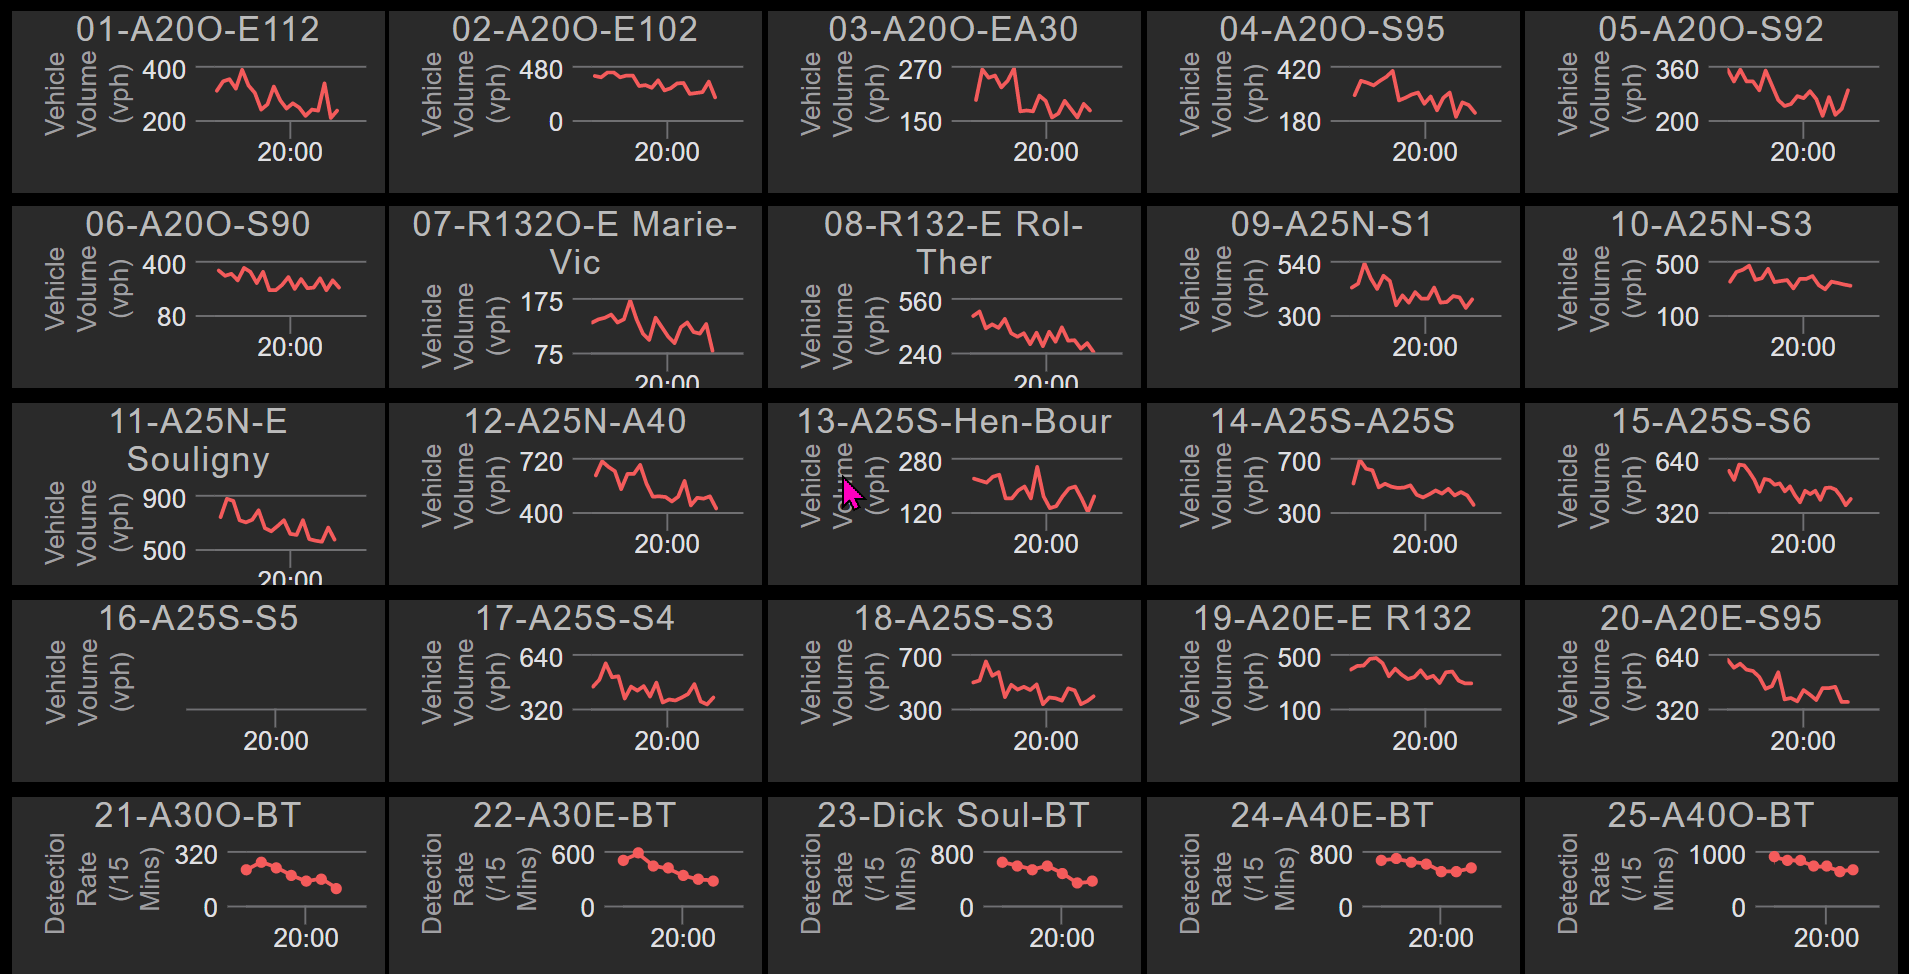 01-A20O-E112
Vehicle
Volume
(vph)
400
200
20:00
02-A20O-E102
Vehicle
Volume
(vph)
480
0
20:00
03-A20O-EA30
Vehicle
Volume
(vph)
270
150
20:00
04-A20O-S95
Vehicle
Volume
(vph)
420
180
20:00
05-A20O-S92
Vehicle
Volume
(vph)
360
200
20:00
06-A20O-S90
Vehicle
Volume
(vph)
400
80
20:00
07-R132O-E Marie-
Vic
Vehicle
Volume
(vph)
175
75
20:00
08-R132-E Rol-
Ther
Vehicle
Volume
(vph)
560
240
20:00
09-A25N-S1
Vehicle
Volume
(vph)
540
300
20:00
10-A25N-S3
Vehicle
Volume
(vph)
500
100
20:00
11-A25N-E
Souligny
Vehicle
Volume
(vph)
900
500
20:00
12-A25N-A40
Vehicle
Volume
(vph)
720
400
20:00
13-A25S-Hen-Bour
Vehicle
Volume
(vph)
280
120
20:00
14-A25S-A25S
Vehicle
Volume
(vph)
700
300
20:00
15-A25S-S6
Vehicle
Volume
(vph)
640
320
20:00
16-A25S-S5
Vehicle
Volume
(vph)
20:00
17-A25S-S4
Vehicle
Volume
(vph)
640
320
20:00
18-A25S-S3
Vehicle
Volume
(vph)
700
300
20:00
19-A20E-E R132
Vehicle
Volume
(vph)
500
100
20:00
20-A20E-S95
Vehicle
Volume
(vph)
640
320
20:00
21-A30O-BT
Detection
Rate
(/15
Mins)
320
0
20:00
22-A30E-BT
Detection
Rate
(/15
Mins)
600
0
20:00
23-Dick Soul-BT
Detection
Rate
(/15
Mins)
800
0
20:00
24-A40E-BT
Detection
Rate
(/15
Mins)
800
0
20:00
25-A40O-BT
Detection
Rate
(/15
Mins)
1000
0
20:00